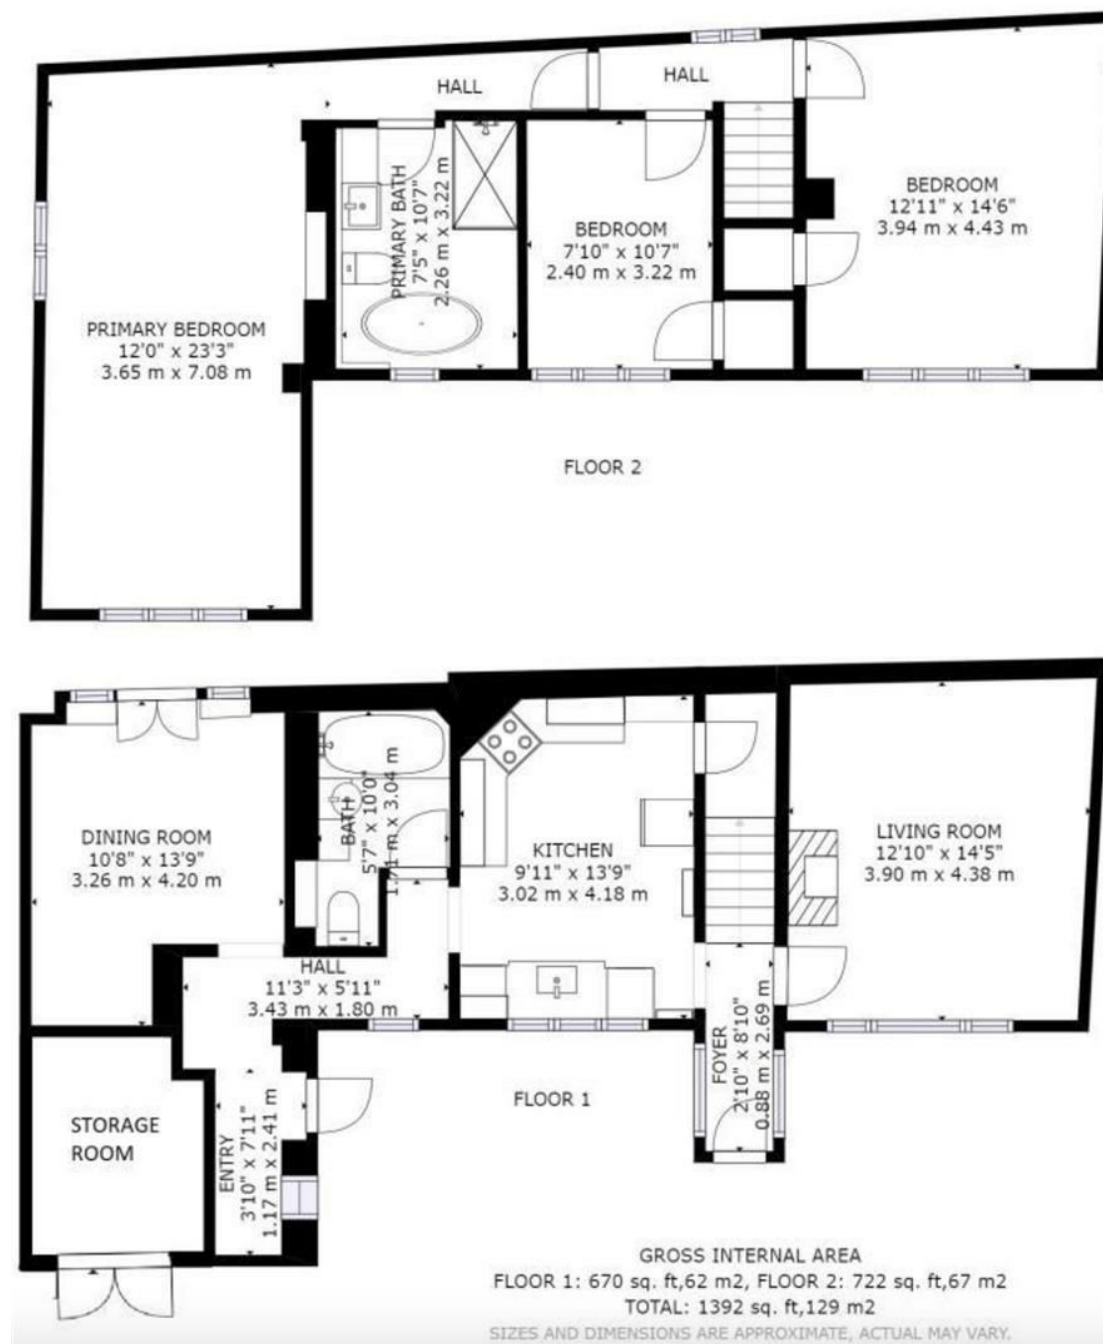 HALL
HALL
PRIMARY BATH
7'5" x 10'7"
2.26 m x 3.22 m
BEDROOM
7'10" x 10'7"
2.40 m x 3.22 m
BEDROOM
12'11" x 14'6"
3.94 m x 4.43 m
PRIMARY BEDROOM
12'0" x 23'3"
3.65 m x 7.08 m
FLOOR 2
DINING ROOM
10'8" x 13'9"
3.26 m x 4.20 m
BATH
5'7" x 10'0"
1.71 m x 3.04 m
KITCHEN
9'11" x 13'9"
3.02 m x 4.18 m
LIVING ROOM
12'10" x 14'5"
3.90 m x 4.38 m
HALL
11'3" x 5'11"
3.43 m x 1.80 m
FOYER
2'10" x 8'10"
0.88 m x 2.69 m
STORAGE
ROOM
ENTRY
3'10" x 7'11"
1.17 m x 2.41 m
FLOOR 1
GROSS INTERNAL AREA
FLOOR 1: 670 sq. ft,62 m2, FLOOR 2: 722 sq. ft,67 m2
TOTAL: 1392 sq. ft,129 m2
SIZES AND DIMENSIONS ARE APPROXIMATE, ACTUAL MAY VARY.